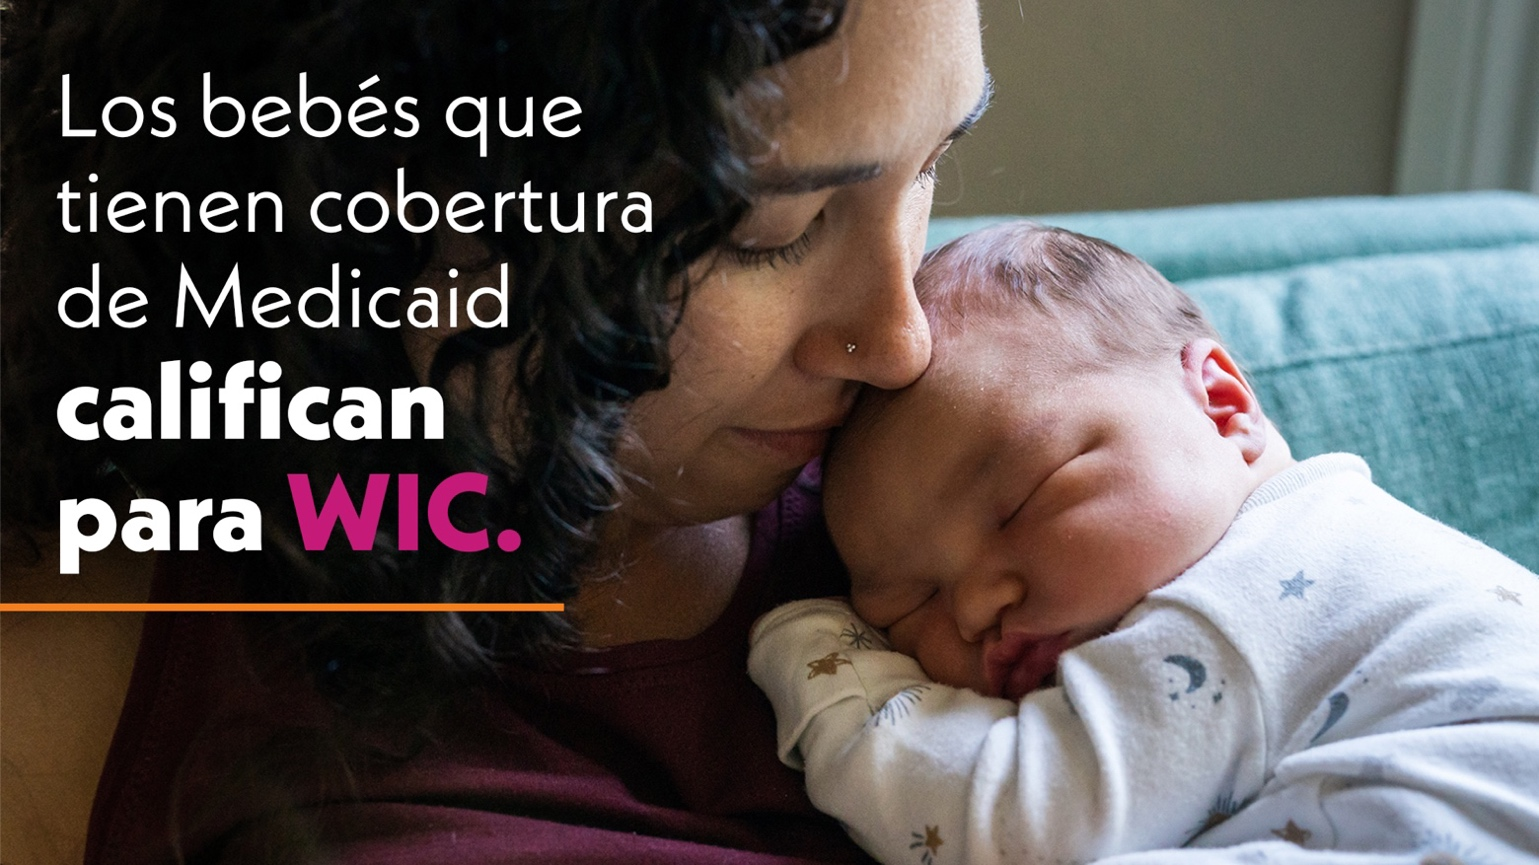 Los bebés que
tienen cobertura
de Medicaid
califican
para WIC.